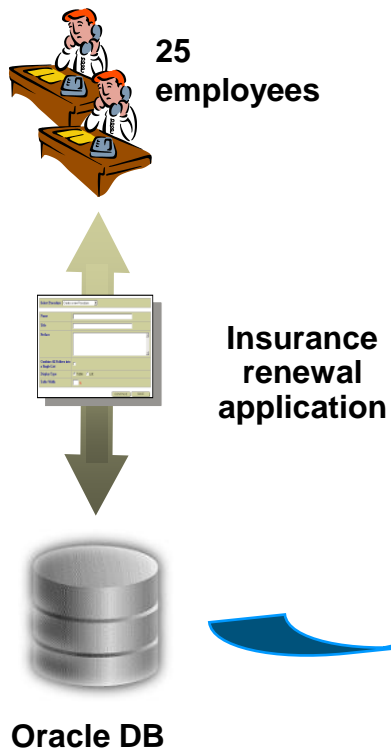 25
employees
Insurance
renewal
application
Oracle DB